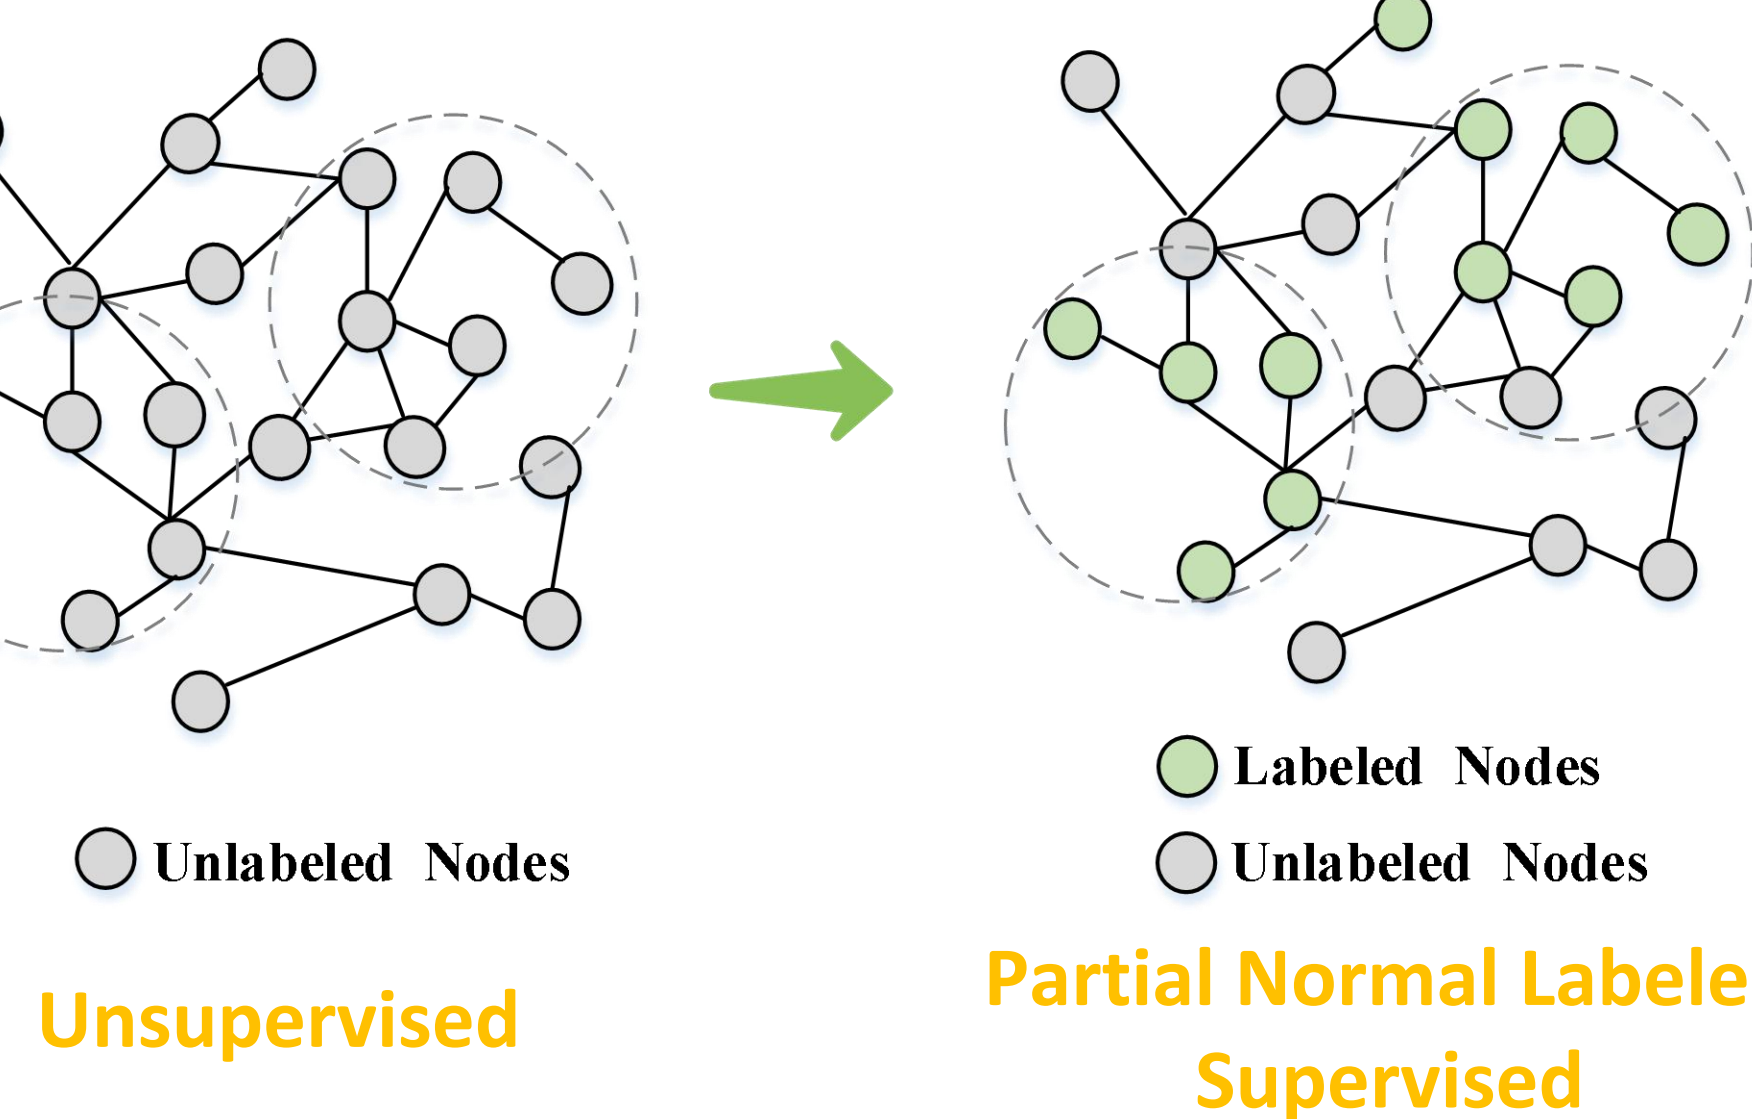 Labeled Nodes
Unlabeled Nodes
Unlabeled Nodes
Unsupervised
Partial Normal Labele
Supervised